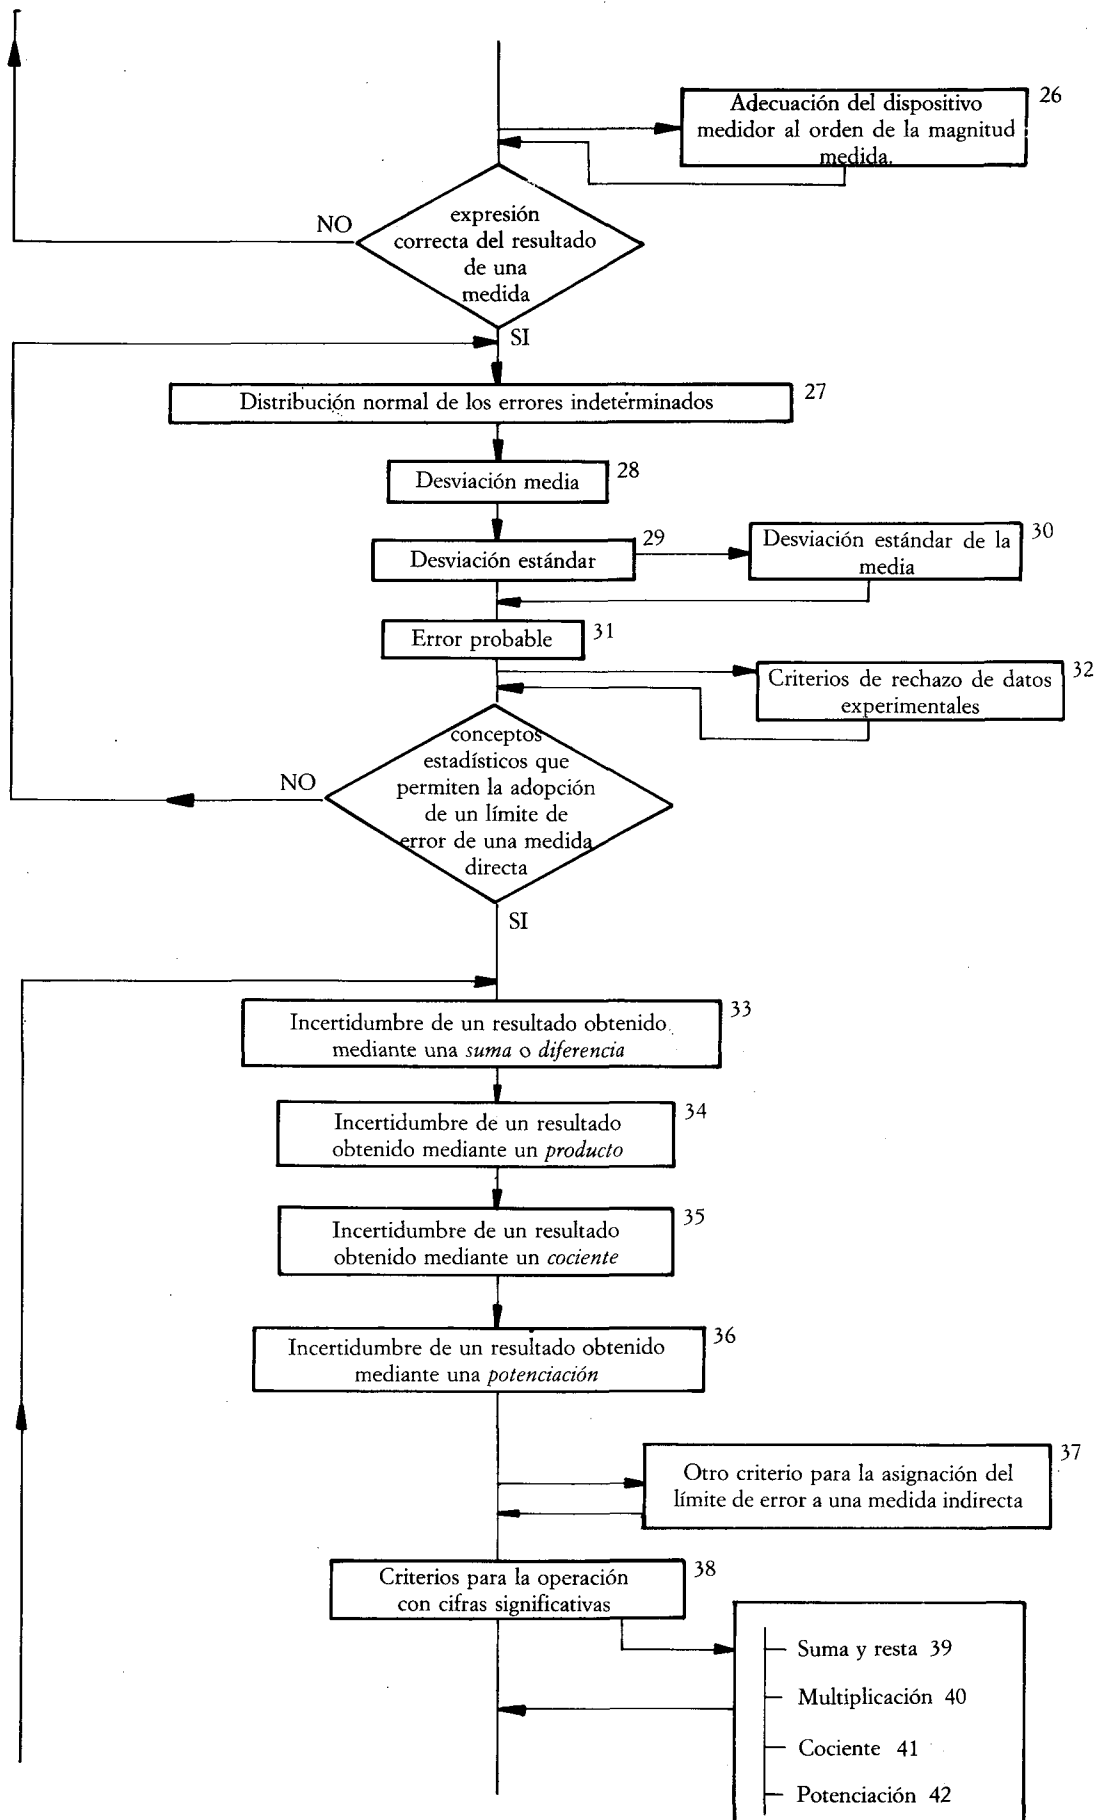 26
Adecuación del dispositivo
medidor al orden de la magnitud
medida.
NO
expresión
correcta del resultado
de una
medida
SI
27
Distribución normal de los errores indeterminados
28
Desviación media
29
Desviación estándar
30
Desviación estándar de la
media
31
Error probable
32
Criterios de rechazo de datos
experimentales
NO
conceptos
estadísticos que
permiten la adopción
de un límite de
error de una medida
directa
SI
33
Incertidumbre de un resultado obtenido
mediante una suma o diferencia
34
Incertidumbre de un resultado
obtenido mediante un producto
35
Incertidumbre de un resultado
obtenido mediante un cociente
36
Incertidumbre de un resultado obtenido
mediante una potenciación
37
Otro criterio para la asignación del
límite de error a una medida indirecta
38
Criterios para la operación
con cifras significativas
Suma y resta 39
Multiplicación 40
Cociente 41
Potenciación 42